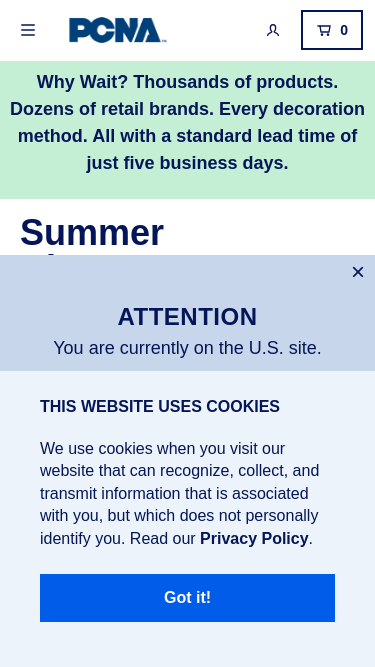 PCNA
0
Why Wait? Thousands of products.
Dozens of retail brands. Every decoration
method. All with a standard lead time of
just five business days.
Summer
ATTENTION
You are currently on the U.S. site.
THIS WEBSITE USES COOKIES
We use cookies when you visit our
website that can recognize, collect, and
transmit information that is associated
with you, but which does not personally
identify you. Read our Privacy Policy.
Got it!